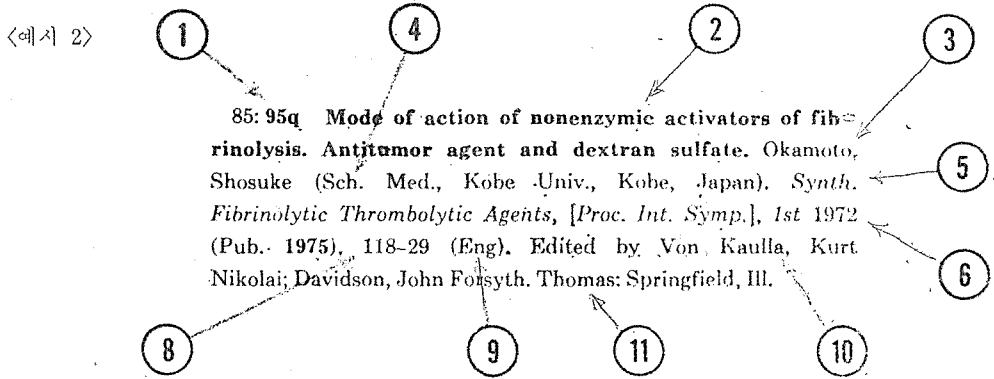 〈예시 2〉
1 4 2 3
85: 95q Mode of action of nonenzymic activators of fib-
rinolysis. Antitumor agent and dextran sulfate. Okamoto,
Shosuke (Sch. Med., Kobe Univ., Kobe, Japan). Synth.
5
Fibrinolytic Thrombolytic Agents, [Proc. Int. Symp.], 1st 1972
(Pub. 1975), 118-29 (Eng). Edited by Von Kaulla, Kurt
6
Nikolai; Davidson, John Forsyth. Thomas: Springfield, Ill.
8 9 11 10